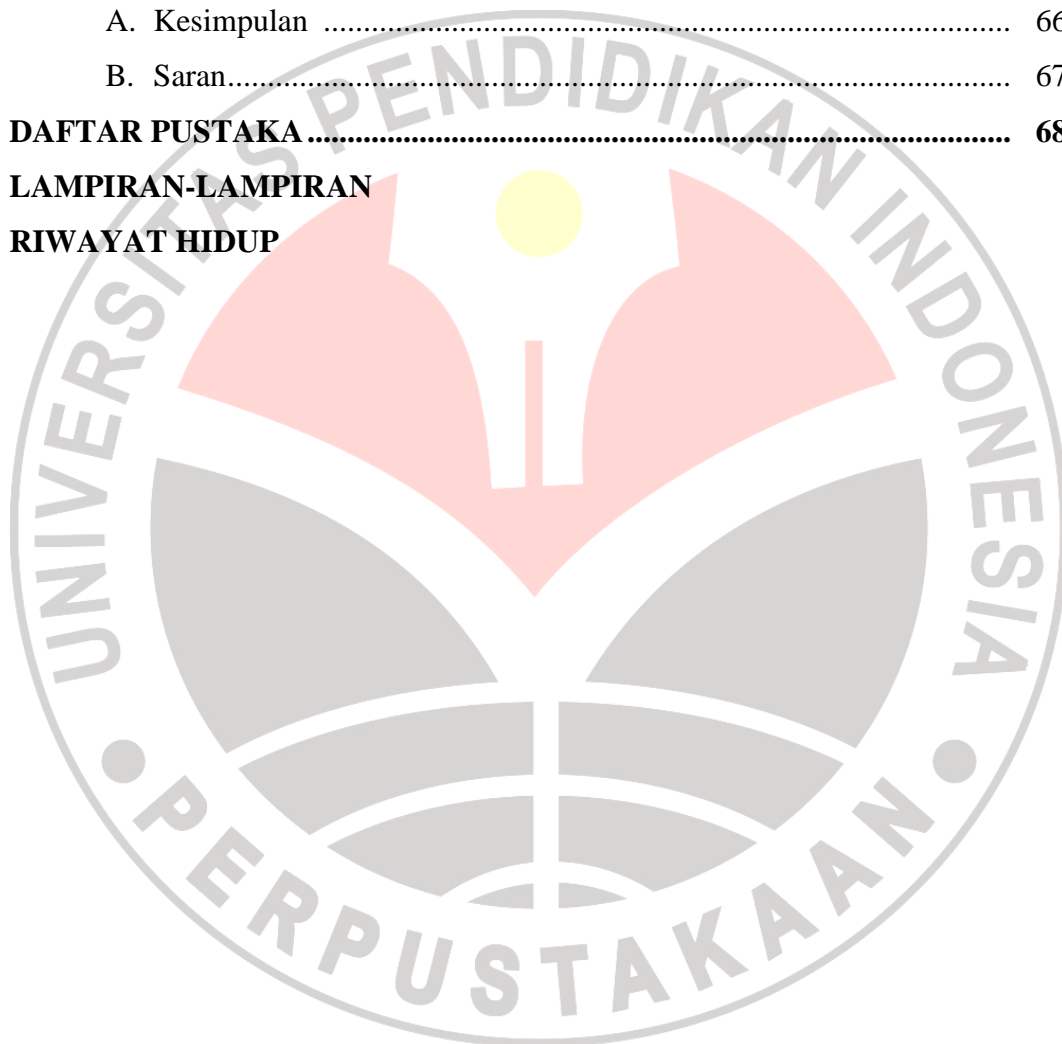 A. Kesimpulan ........................................................................................ 66
B. Saran.................................................................................................... 67
DAFTAR PUSTAKA ......................................................................................... 68
LAMPIRAN-LAMPIRAN
RIWAYAT HIDUP
UNIVERSITAS PENDIDIKAN INDONESIA
PERPUSTAKAAN